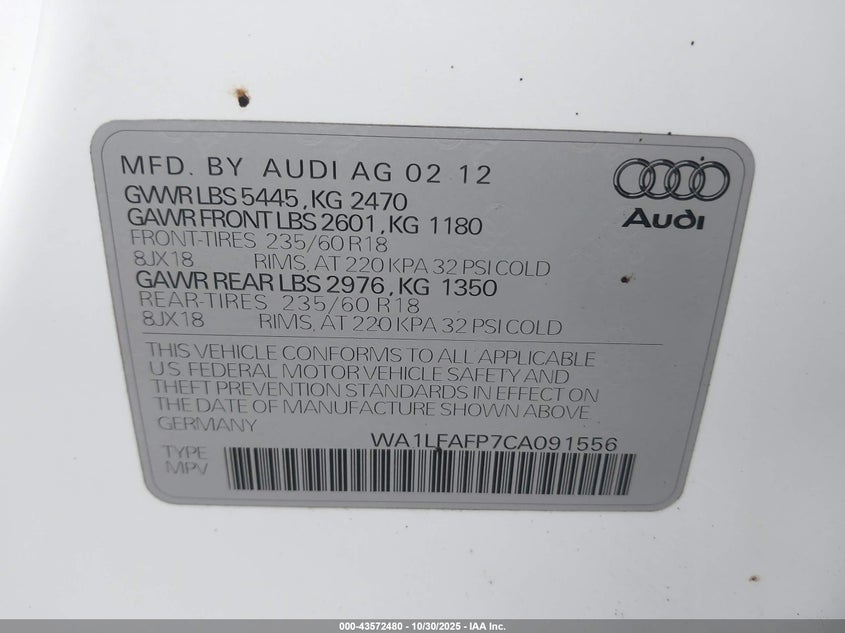 MFD. BY AUDI AG 02 12
GVWR LBS 5445, KG 2470
GAWR FRONT LBS 2601, KG 1180
FRONT-TIRES 235/60 R18
8JX18 RIMS, AT 220 KPA 32 PSI COLD
GAWR REAR LBS 2976, KG 1350
REAR-TIRES 235/60 R18
8JX18 RIMS, AT 220 KPA 32 PSI COLD
Audi
THIS VEHICLE CONFORMS TO ALL APPLICABLE
U.S. FEDERAL MOTOR VEHICLE SAFETY AND
THEFT PREVENTION STANDARDS IN EFFECT ON
THE DATE OF MANUFACTURE SHOWN ABOVE
GERMANY
WA1LFAFP7CA091556
TYPE
MPV
000-43572480 - 10/30/2025 - IAA Inc.